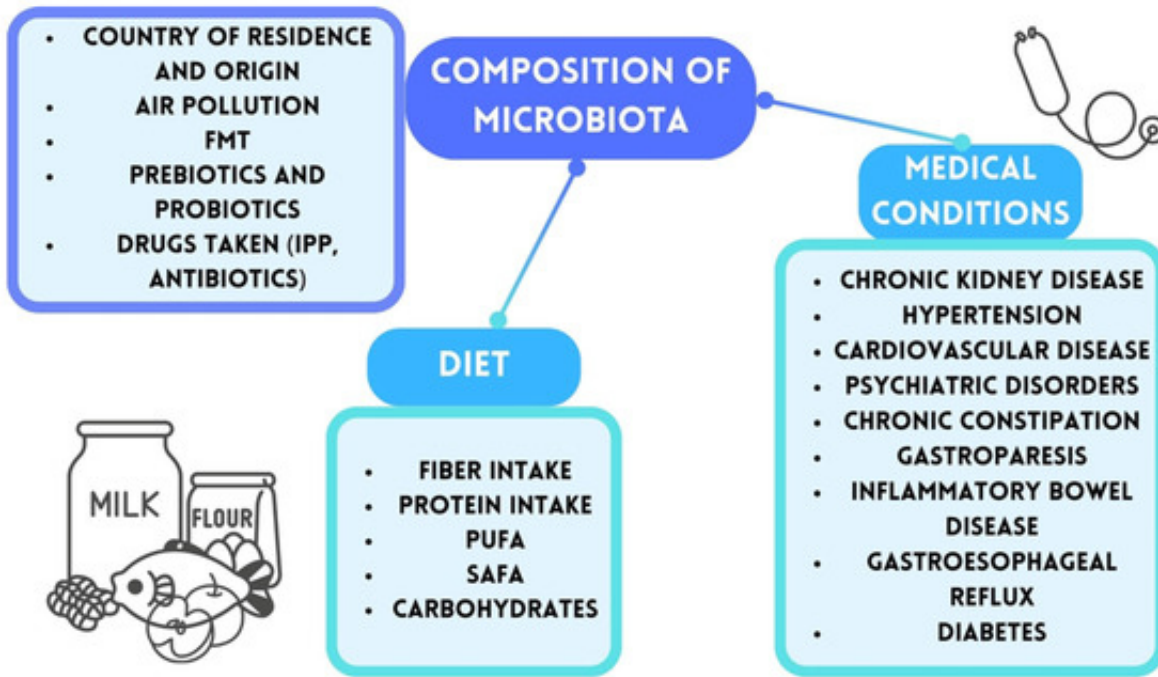 • COUNTRY OF RESIDENCE
AND ORIGIN
• AIR POLLUTION
• FMT
• PREBIOTICS AND
PROBIOTICS
• DRUGS TAKEN (IPP,
ANTIBIOTICS)
COMPOSITION OF
MICROBIOTA
MEDICAL
CONDITIONS
• CHRONIC KIDNEY DISEASE
• HYPERTENSION
• CARDIOVASCULAR DISEASE
• PSYCHIATRIC DISORDERS
• CHRONIC CONSTIPATION
• GASTROPARESIS
• INFLAMMATORY BOWEL
DISEASE
• GASTROESOPHAGEAL
REFLUX
• DIABETES
DIET
• FIBER INTAKE
• PROTEIN INTAKE
• PUFA
• SAFA
• CARBOHYDRATES
MILK
FLOUR